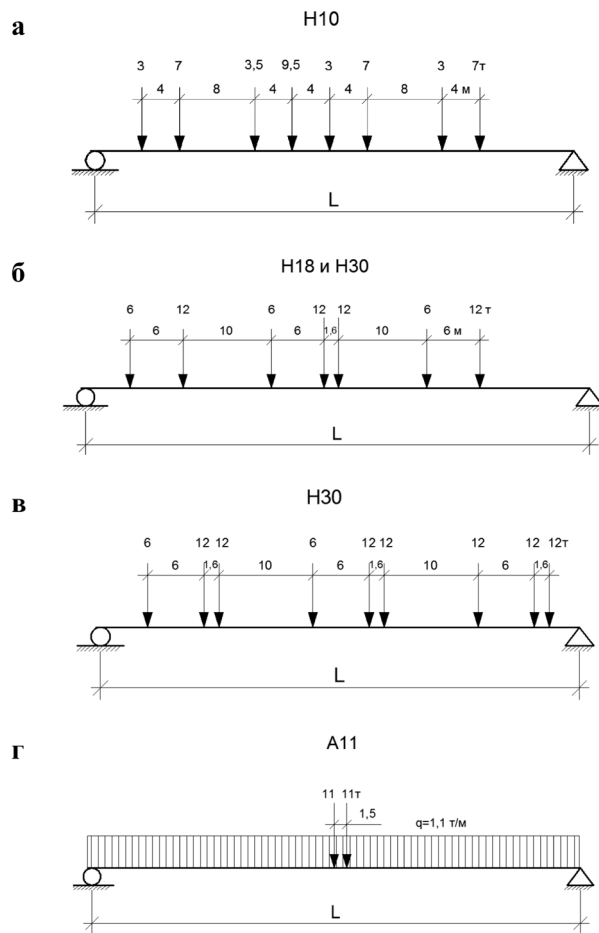 а
Н10
3 7 3,5 9,5 3 7 3 7т
4 8 4 4 4 8 4 м
L
б
Н18 и Н30
6 12 6 12 12 6 12 т
6 10 6 1,6 10 6 м
L
в
Н30
6 12 12 6 12 12 12 12 12т
6 1,6 10 6 1,6 10 6 1,6
L
г
А11
11 11т
1,5 q=1,1 т/м
L